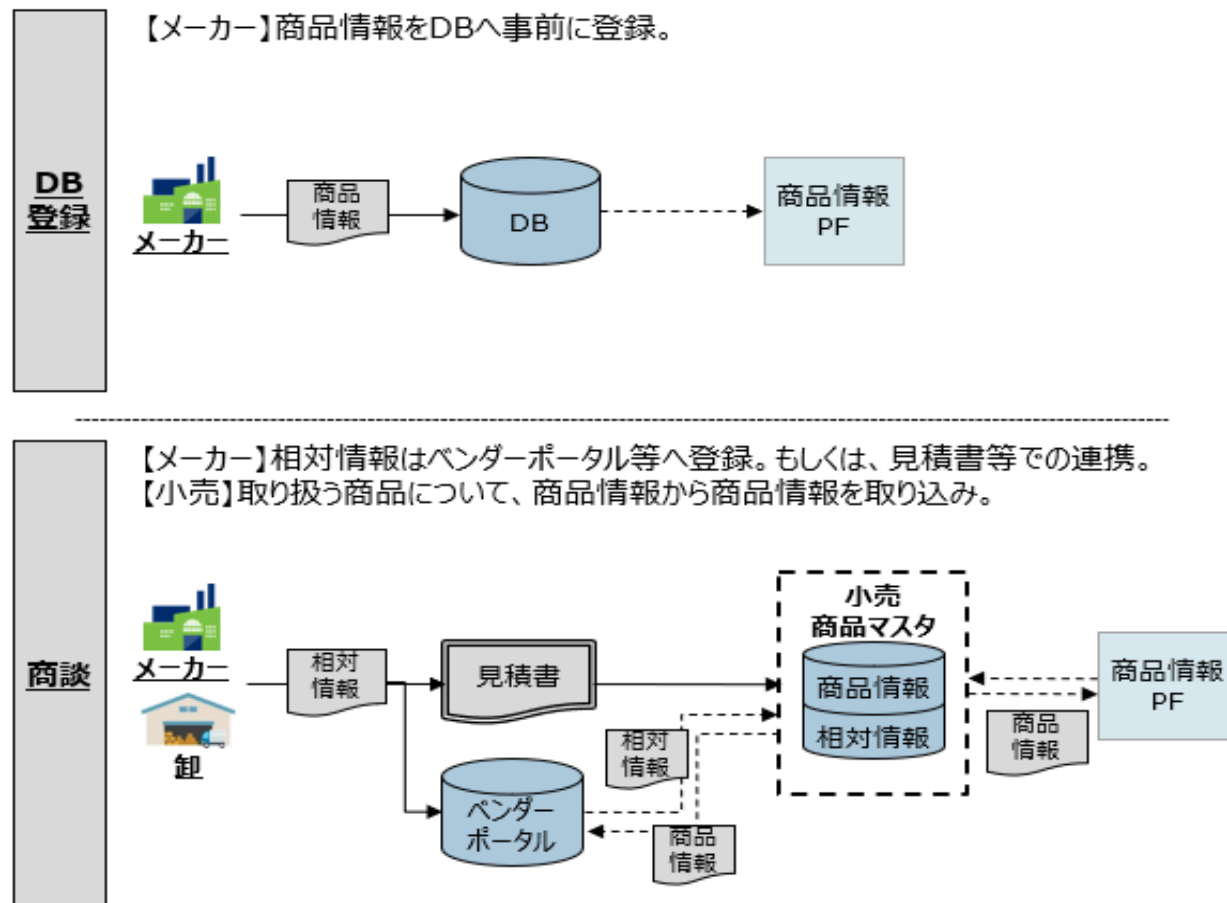 【メーカー】商品情報をDBへ事前に登録。
DB
登録
メーカー
商品
情報
DB
商品情報
PF
【メーカー】相対情報はベンダーポータル等へ登録。もしくは、見積書等での連携。
【小売】取り扱う商品について、商品情報から商品情報を取り込み。
商談
メーカー
卸
相対
情報
見積書
ベンダー
ポータル
相対
情報
商品
情報
小売
商品マスタ
商品情報
相対情報
商品
情報
商品情報
PF